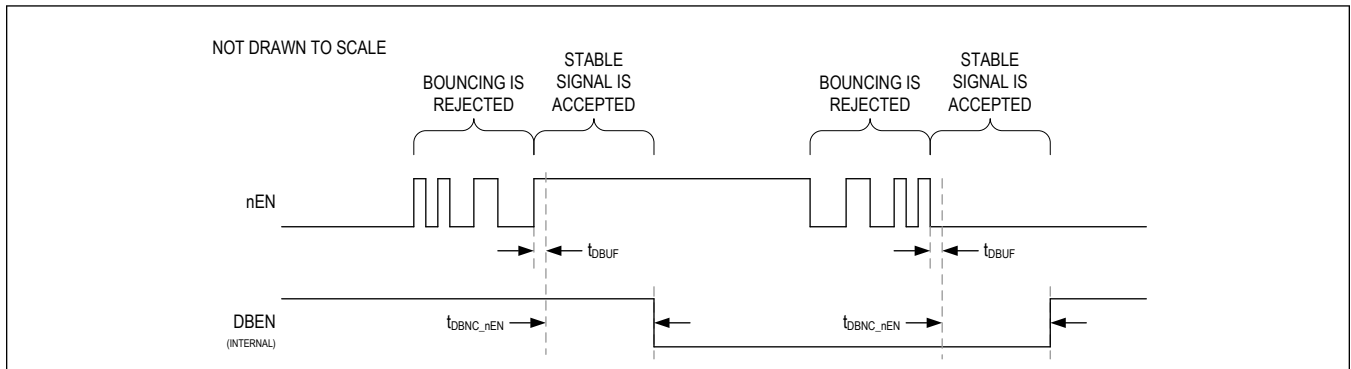 NOT DRAWN TO SCALE
BOUNCING IS
REJECTED
STABLE
SIGNAL IS
ACCEPTED
BOUNCING IS
REJECTED
STABLE
SIGNAL IS
ACCEPTED
nEN
tDBUF
tDBUF
DBEN
(INTERNAL)
tDBNC_nEN
tDBNC_nEN